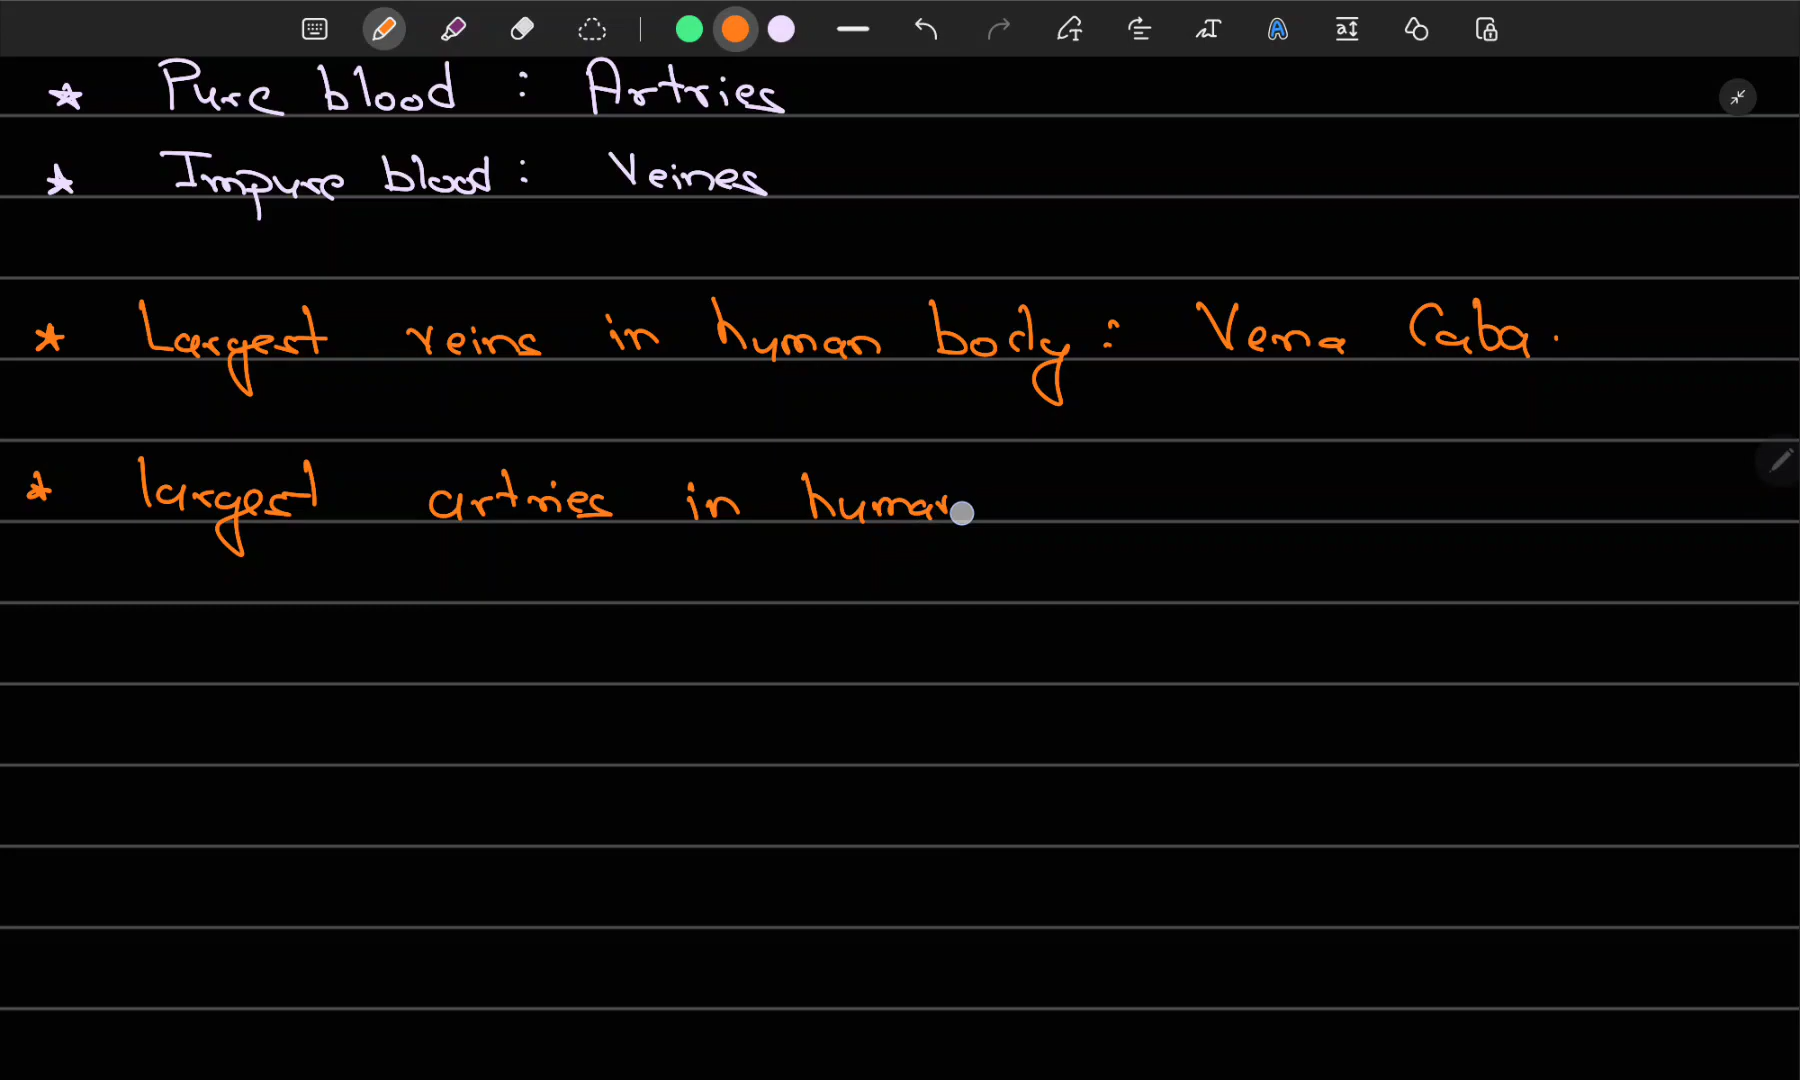 ★ Pure blood : Artries
★ Impure blood : Veines
★ Largest veins in human body : Vena Caba.
★ largest artries in human